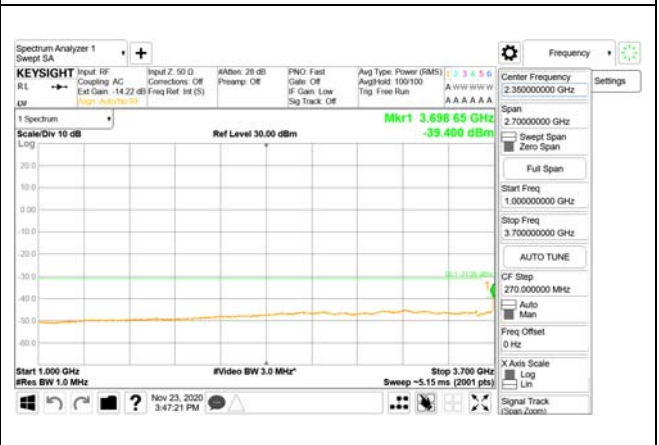 Spectrum Analyzer 1
Swept SA
+
Frequency
KEYSIGHT
RL
Input: RF
Coupling: AC
Ext Gain: -14.22 dB
Align: Auto/No RF
Input Z: 50 Ω
Corrections: Off
Freq Ref: Int (S)
#Atten: 28 dB
Preamp: Off
PNO: Fast
Gate: Off
IF Gain: Low
Sig Track: Off
Avg Type: Power (RMS)
Avg|Hold: 100/100
Trig: Free Run
1 2 3 4 5 6
A W W W W W
A A A A A A
1 Spectrum
Scale/Div 10 dB
Ref Level 30.00 dBm
Mkr1 3.698 65 GHz
-39.400 dBm
Log
20.0
10.0
0.00
-10.0
-20.0
-30.0
-40.0
-50.0
-60.0
1
Start 1.000 GHz
#Video BW 3.0 MHz*
Stop 3.700 GHz
#Res BW 1.0 MHz
Sweep ~5.15 ms (2001 pts)
Nov 23, 2020
3:47:21 PM
?
Center Frequency
2.350000000 GHz
Settings
Span
2.70000000 GHz
Swept Span
Zero Span
Full Span
Start Freq
1.000000000 GHz
Stop Freq
3.700000000 GHz
AUTO TUNE
CF Step
270.000000 MHz
Auto
Man
Freq Offset
0 Hz
X Axis Scale
Log
Lin
Signal Track
(Span Zoom)